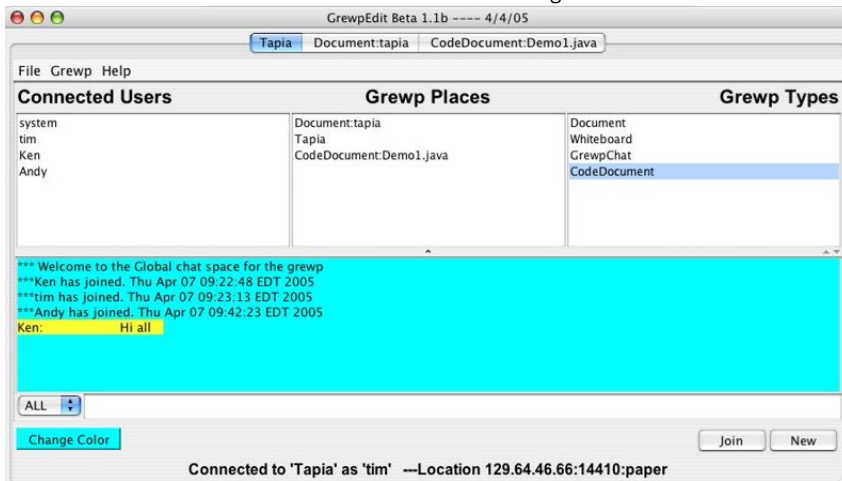 GrewpEdit Beta 1.1b ---- 4/4/05
Tapia Document:tapia CodeDocument:Demo1.java
File Grewp Help
Connected Users Grewp Places Grewp Types
system Document:tapia Document
tim Tapia Whiteboard
Ken CodeDocument:Demo1.java GrewpChat
Andy CodeDocument
*** Welcome to the Global chat space for the grewp
***Ken has joined. Thu Apr 07 09:22:48 EDT 2005
***tim has joined. Thu Apr 07 09:23:13 EDT 2005
***Andy has joined. Thu Apr 07 09:42:23 EDT 2005
Ken: Hi all
ALL
Change Color Join New
Connected to 'Tapia' as 'tim' ---Location 129.64.46.66:14410:paper